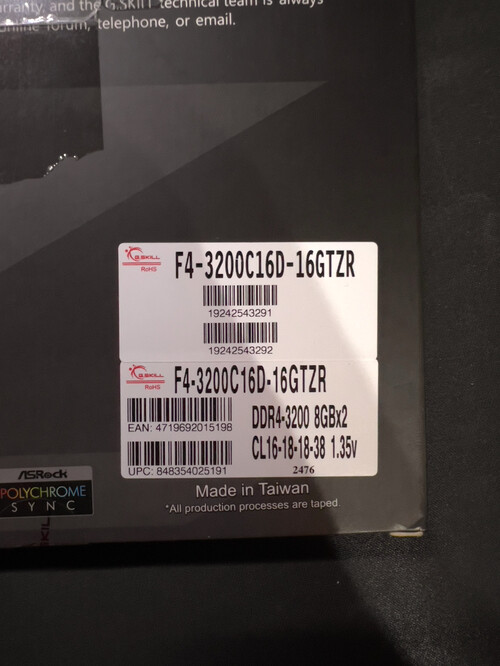 rranty, and the G.SKILL technical team is always
online forum, telephone, or email.
G.SKILL
RoHS
F4-3200C16D-16GTZR
19242543291
19242543292
G.SKILL
RoHS
F4-3200C16D-16GTZR
EAN: 4719692015198
DDR4-3200 8GBx2
CL16-18-18-38 1.35v
UPC: 848354025191
2476
ASRock
POLYCHROME
SYNC
Made in Taiwan
*All production processes are taped
G.SKIL